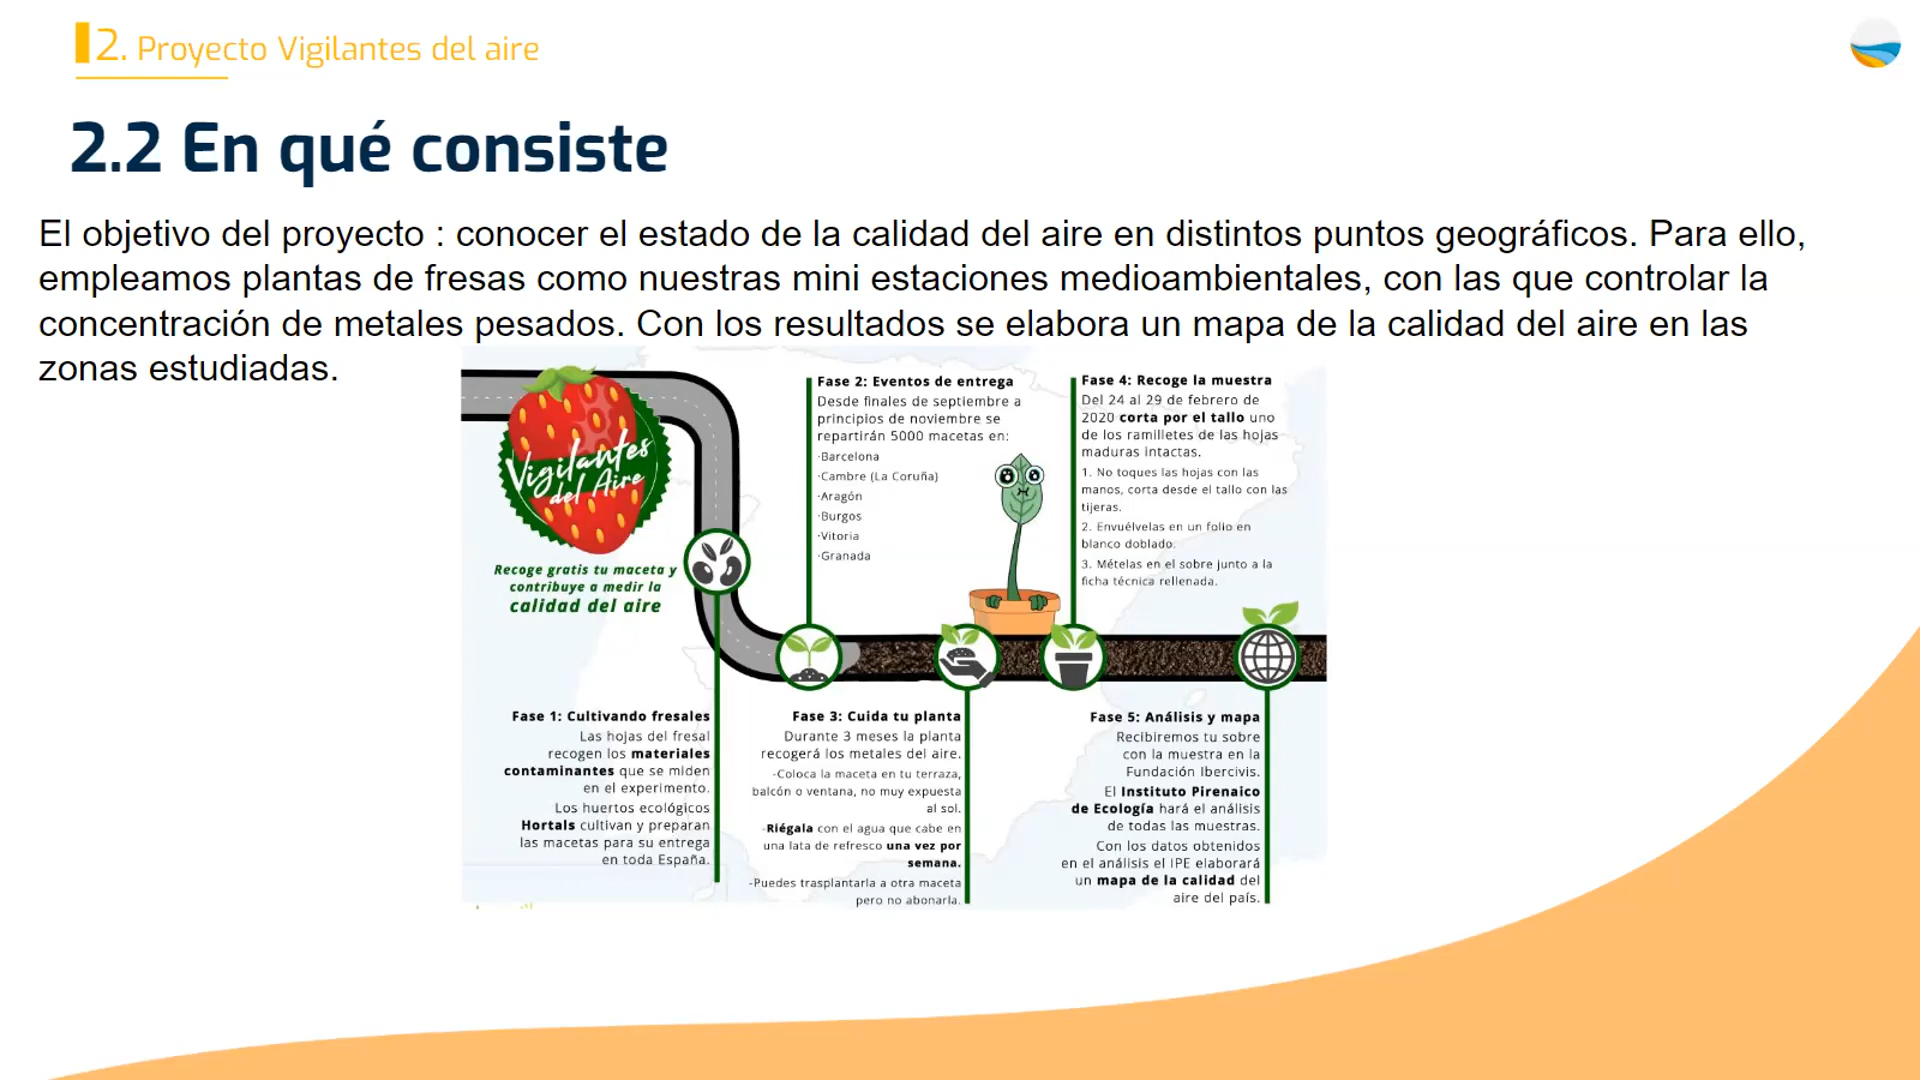 2. Proyecto Vigilantes del aire
2.2 En qué consiste
El objetivo del proyecto : conocer el estado de la calidad del aire en distintos puntos geográficos. Para ello,
empleamos plantas de fresas como nuestras mini estaciones medioambientales, con las que controlar la
concentración de metales pesados. Con los resultados se elabora un mapa de la calidad del aire en las
zonas estudiadas.
Vigilantes
del Aire
Recoge gratis tu maceta y
contribuye a medir la
calidad del aire
Fase 1: Cultivando fresales
Las hojas del fresal
recogen los materiales
contaminantes que se miden
en el experimento.
Los huertos ecológicos
Hortals cultivan y preparan
las macetas para su entrega
en toda España.
Fase 2: Eventos de entrega
Desde finales de septiembre a
principios de noviembre se
repartirán 5000 macetas en:
·Barcelona
·Cambre (La Coruña)
·Aragón
·Burgos
·Vitoria
·Granada
Fase 3: Cuida tu planta
Durante 3 meses la planta
recogerá los metales del aire.
-Coloca la maceta en tu terraza,
balcón o ventana, no muy expuesta
al sol.
-Riégala con el agua que cabe en
una lata de refresco una vez por
semana.
-Puedes trasplantarla a otra maceta
pero no abonarla.
Fase 4: Recoge la muestra
Del 24 al 29 de febrero de
2020 corta por el tallo uno
de los ramilletes de las hojas
maduras intactas.
1. No toques las hojas con las
manos, corta desde el tallo con las
tijeras.
2. Envuélvelas en un folio en
blanco doblado.
3. Mételas en el sobre junto a la
ficha técnica rellenada.
Fase 5: Análisis y mapa
Recibiremos tu sobre
con la muestra en la
Fundación Ibercivis.
El Instituto Pirenaico
de Ecología hará el análisis
de todas las muestras.
Con los datos obtenidos
en el análisis el IPE elaborará
un mapa de la calidad del
aire del país.